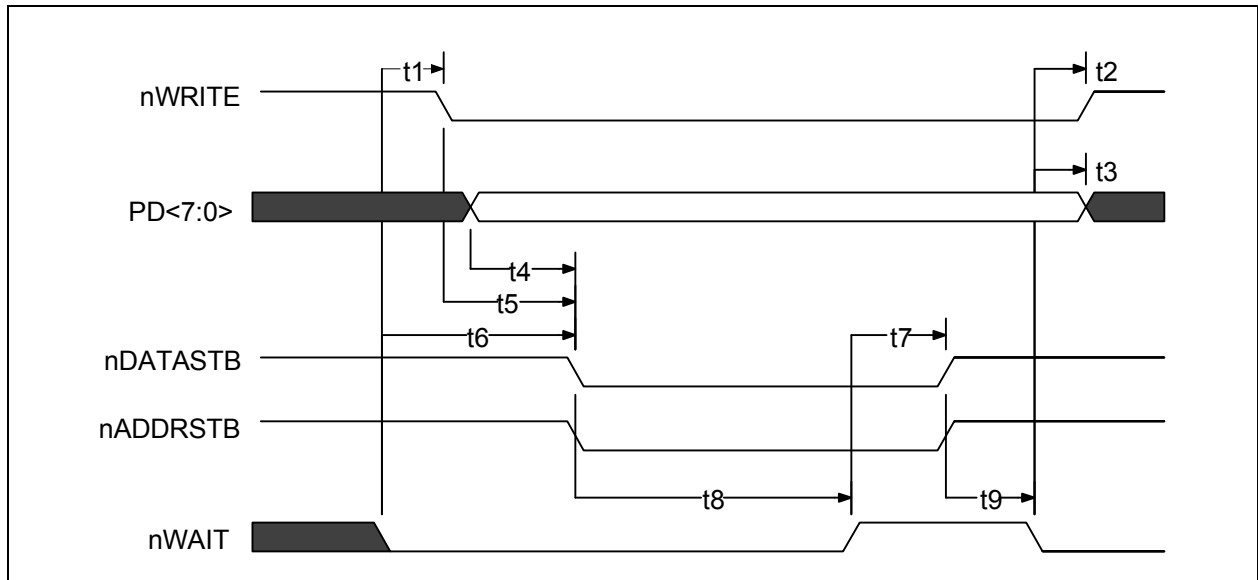 t1
t2
nWRITE
t3
PD<7:0>
t4
t5
t6
t7
nDATASTB
nADDRSTB
t8
t9
nWAIT